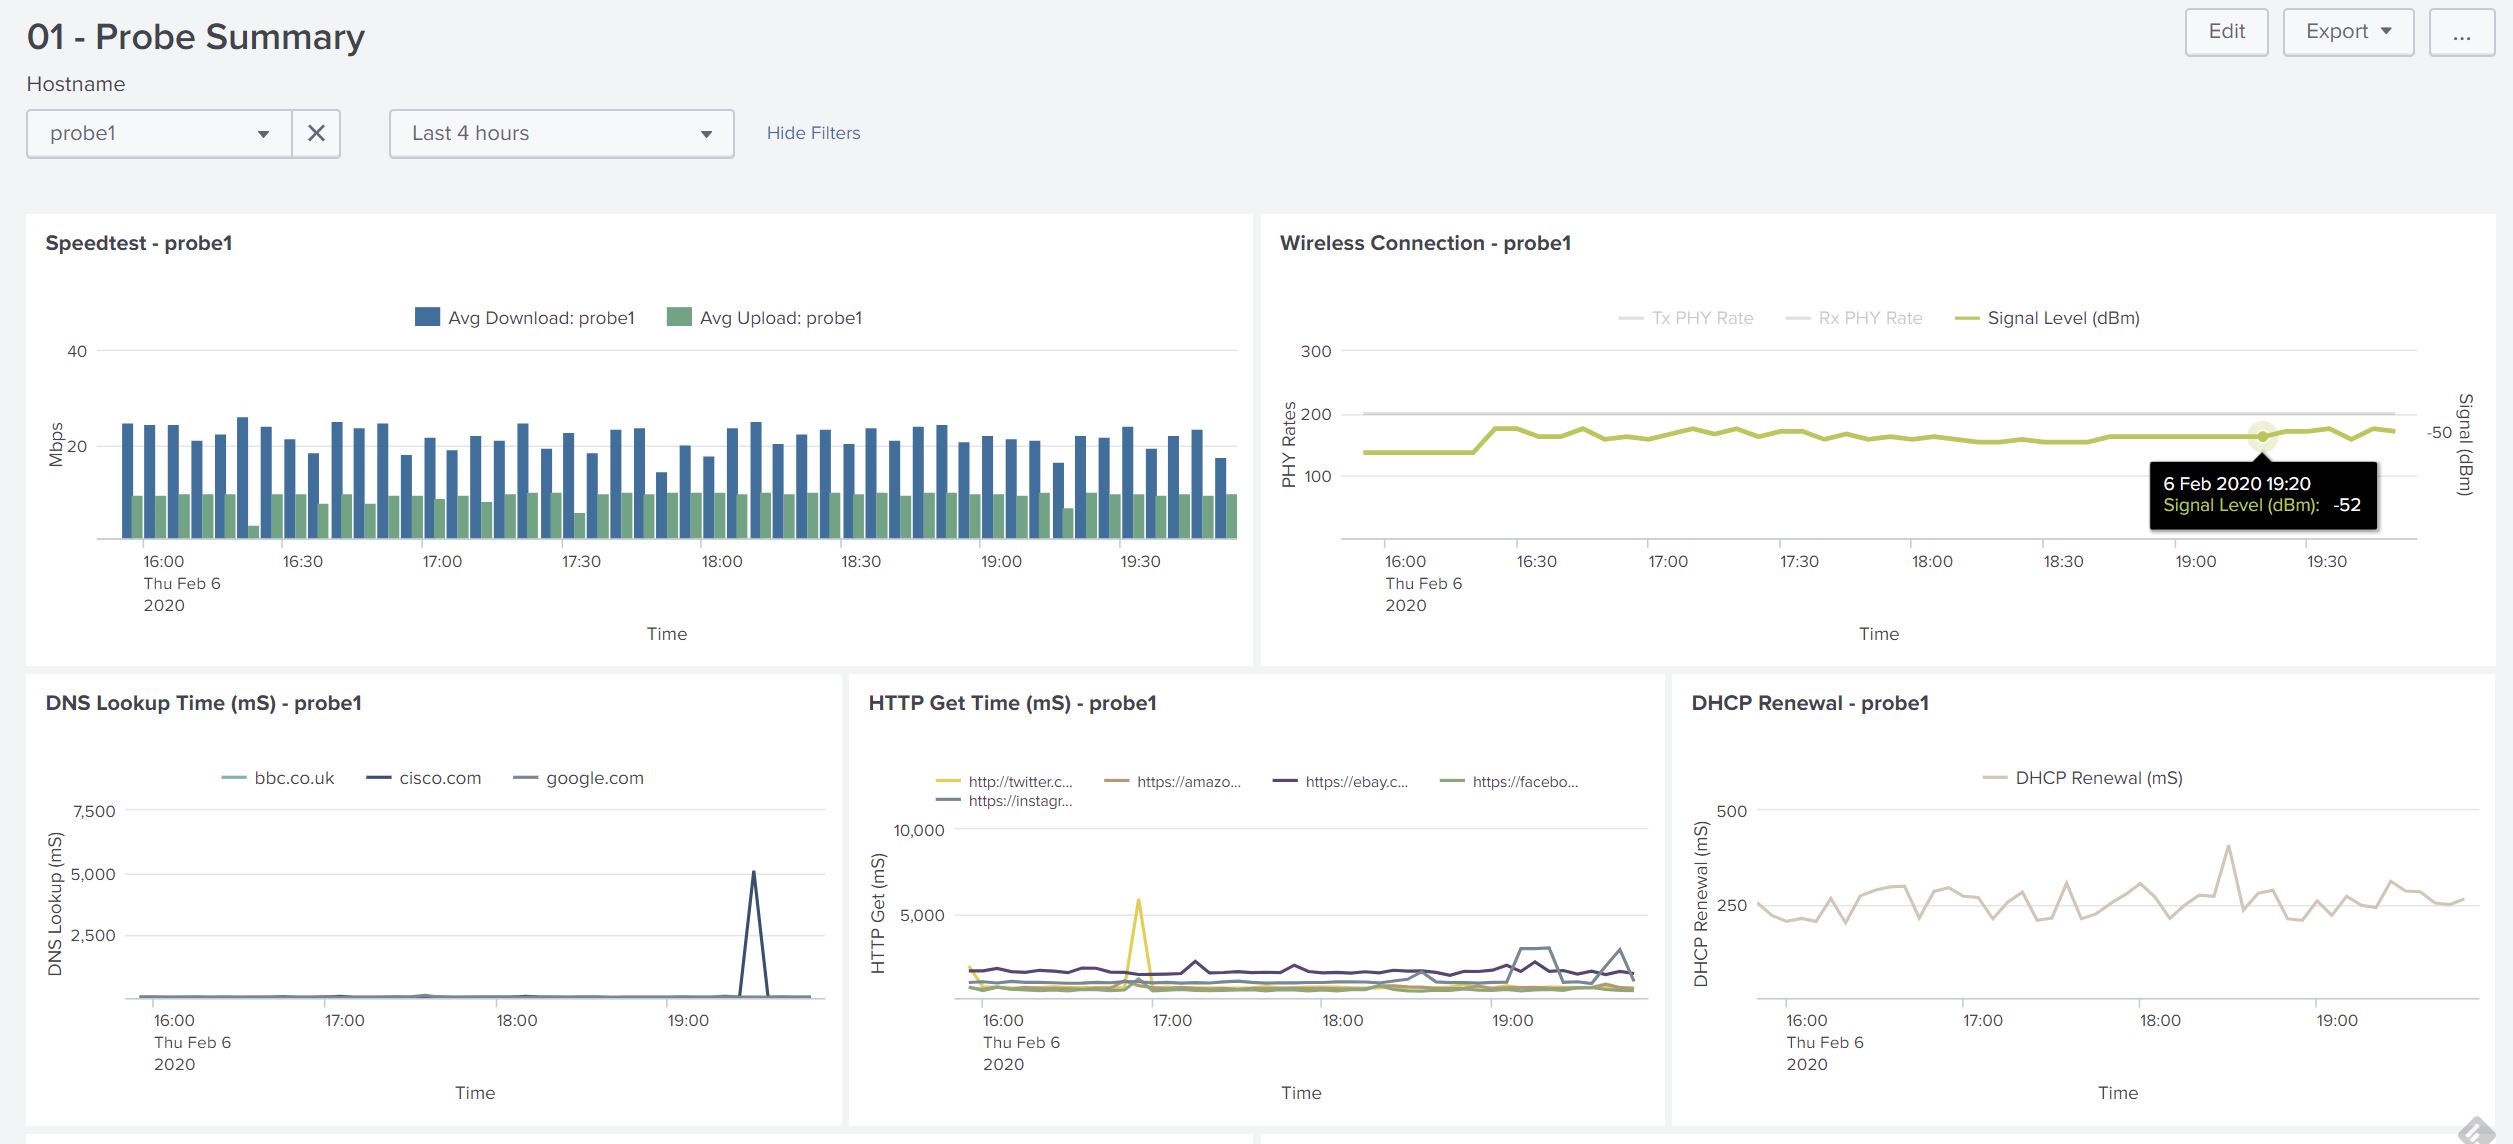 01 - Probe Summary
Edit
Export
...
Hostname
probe1
Last 4 hours
Hide Filters
Speedtest - probe1
Avg Download: probe1
Avg Upload: probe1
40
20
Mbps
16:00 16:30 17:00 17:30 18:00 18:30 19:00 19:30
Thu Feb 6
2020
Time
Wireless Connection - probe1
Tx PHY Rate
Rx PHY Rate
Signal Level (dBm)
300
200
100
PHY Rates
-50
Signal (dBm)
6 Feb 2020 19:20
Signal Level (dBm): -52
16:00 16:30 17:00 17:30 18:00 18:30 19:00 19:30
Thu Feb 6
2020
Time
DNS Lookup Time (mS) - probe1
bbc.co.uk
cisco.com
google.com
7,500
5,000
2,500
DNS Lookup (mS)
16:00 17:00 18:00 19:00
Thu Feb 6
2020
Time
HTTP Get Time (mS) - probe1
http://twitter.c... https://amazo... https://ebay.c... https://facebo...
https://instagr...
10,000
5,000
HTTP Get (mS)
16:00 17:00 18:00 19:00
Thu Feb 6
2020
Time
DHCP Renewal - probe1
DHCP Renewal (mS)
500
250
DHCP Renewal (mS)
16:00 17:00 18:00 19:00
Thu Feb 6
2020
Time